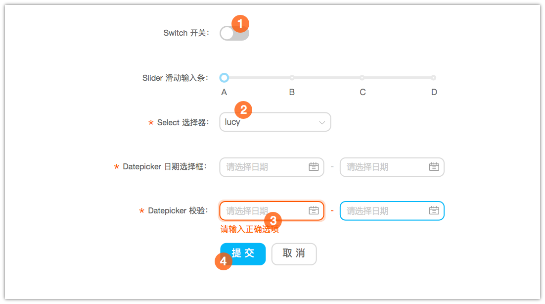 Switch 开关： 1
Slider 滑动输入条：
A B C D
2
* Select 选择器： lucy
* Datepicker 日期选择框： 请选择日期 - 请选择日期
* Datepicker 校验： 请选择日期 - 请选择日期
请输入正确选项 3
4 提 交 取 消